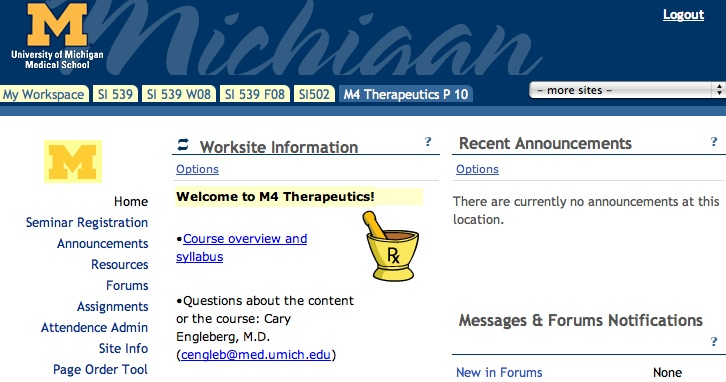 Michigan
Logout
M
University of Michigan
Medical School
My Workspace
SI 539
SI 539 W08
SI 539 F08
SI502
M4 Therapeutics P 10
– more sites –
M
Home
Seminar Registration
Announcements
Resources
Forums
Assignments
Attendence Admin
Site Info
Page Order Tool
Worksite Information ?
Options
Welcome to M4 Therapeutics!
•Course overview and
syllabus
Rx
•Questions about the content
or the course: Cary
Engleberg, M.D.
(cengleb@med.umich.edu)
Recent Announcements ?
Options
There are currently no announcements at this
location.
Messages & Forums Notifications
?
New in Forums None